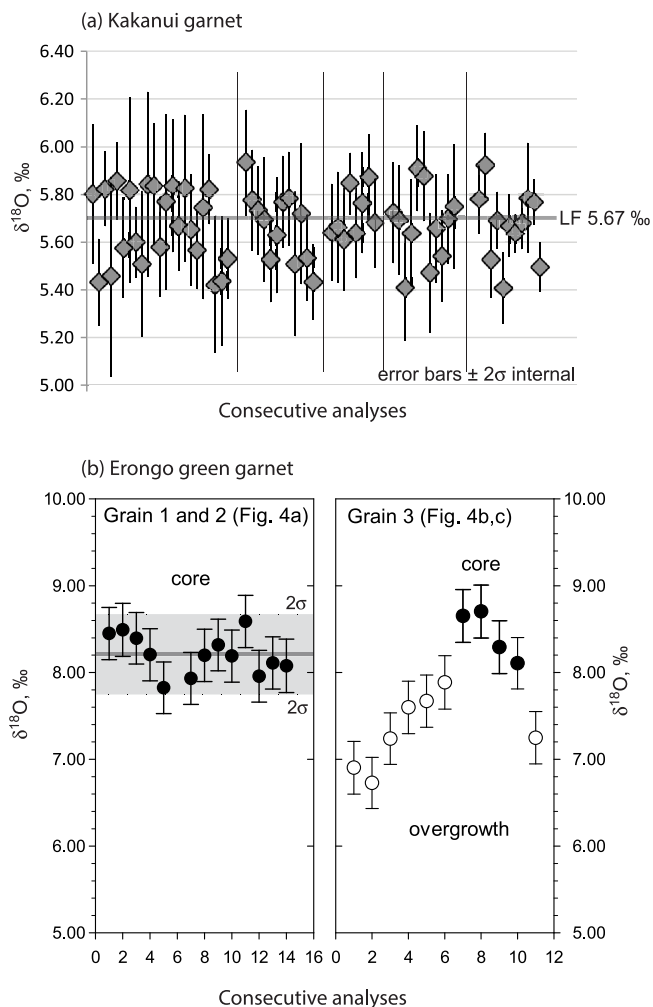 (a) Kakanui garnet
6.40
6.20
6.00
5.80
5.60
5.40
5.20
5.00
δ¹⁸O, ‰
LF 5.67 ‰
error bars ± 2σ internal
Consecutive analyses
(b) Erongo green garnet
10.00
9.00
8.00
7.00
6.00
5.00
δ¹⁸O, ‰
Grain 1 and 2 (Fig. 4a)
core
2σ
2σ
0 2 4 6 8 10 12 14 16
Grain 3 (Fig. 4b,c)
core
overgrowth
0 2 4 6 8 10 12
10.00
9.00
8.00
7.00
6.00
5.00
δ¹⁸O, ‰
Consecutive analyses